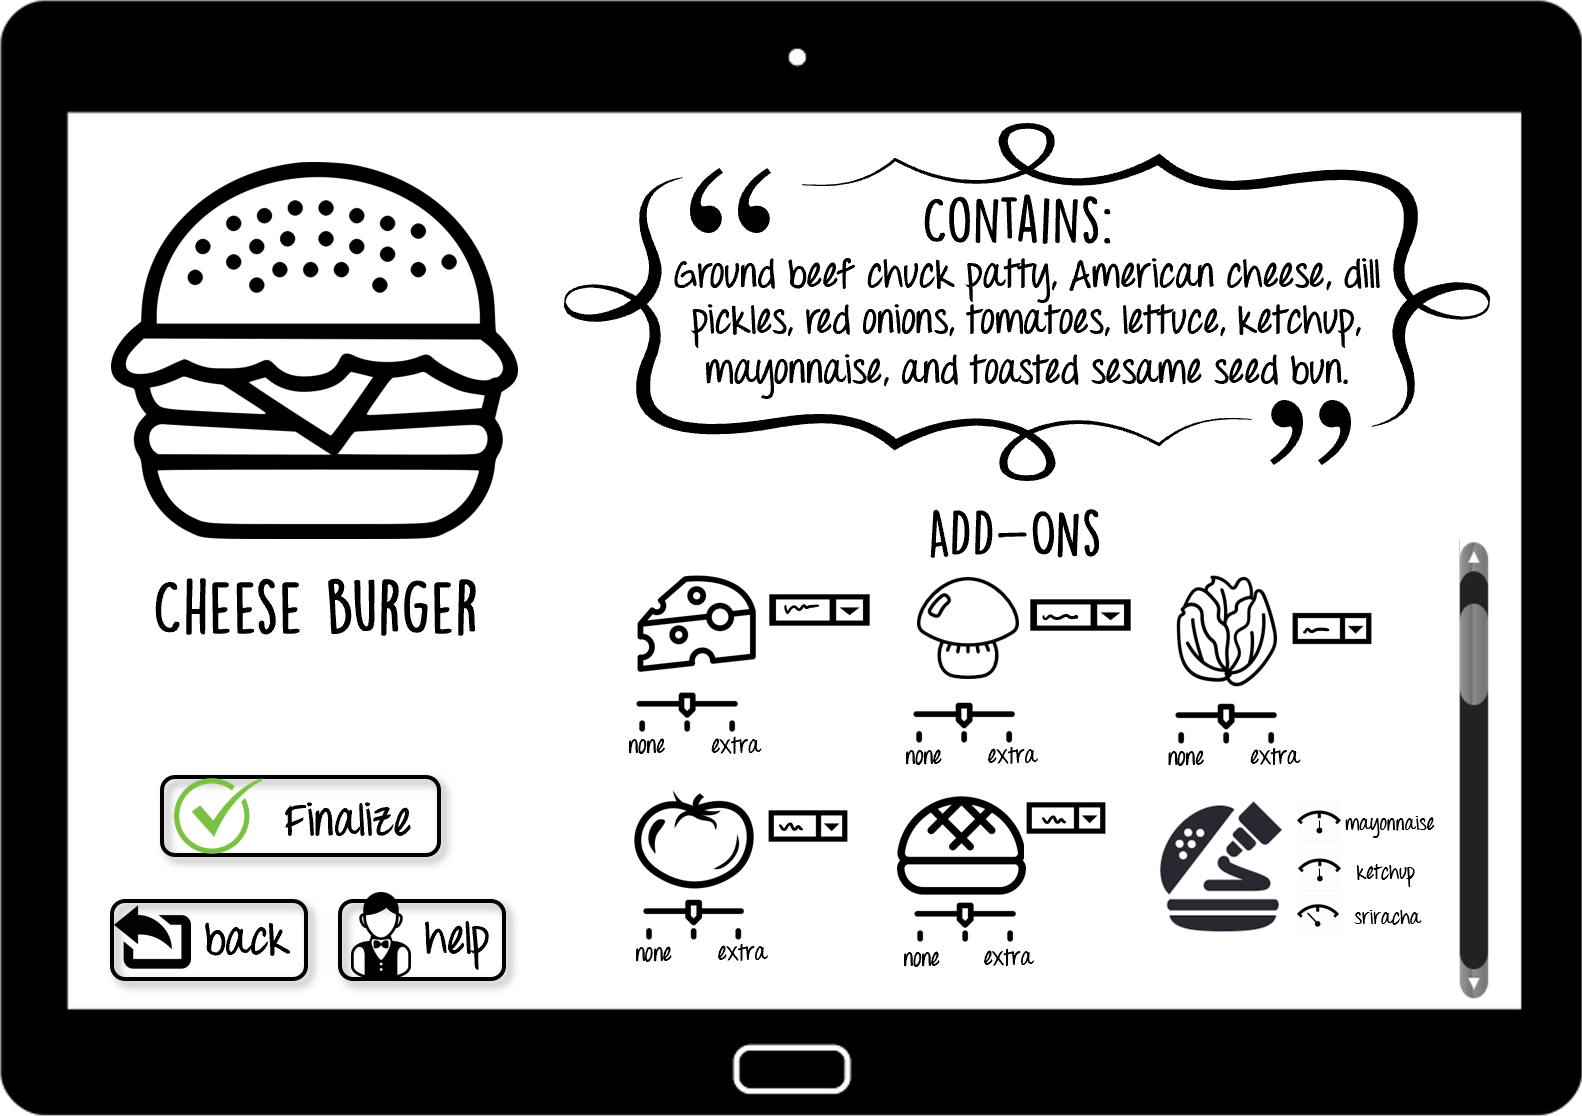 CONTAINS:
Ground beef chuck patty, American cheese, dill
pickles, red onions, tomatoes, lettuce, ketchup,
mayonnaise, and toasted sesame seed bun.
CHEESE BURGER
ADD-ONS
none extra
none extra
none extra
none extra
none extra
mayonnaise
ketchup
sriracha
Finalize
back
help